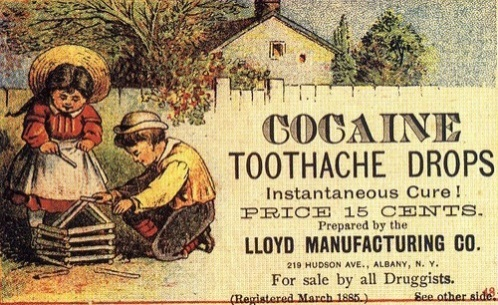 COCAINE
TOOTHACHE DROPS
Instantaneous Cure!
PRICE 15 CENTS.
Prepared by the
LLOYD MANUFACTURING CO.
219 HUDSON AVE., ALBANY, N. Y.
For sale by all Druggists.
(Registered March 1885.) See other side.